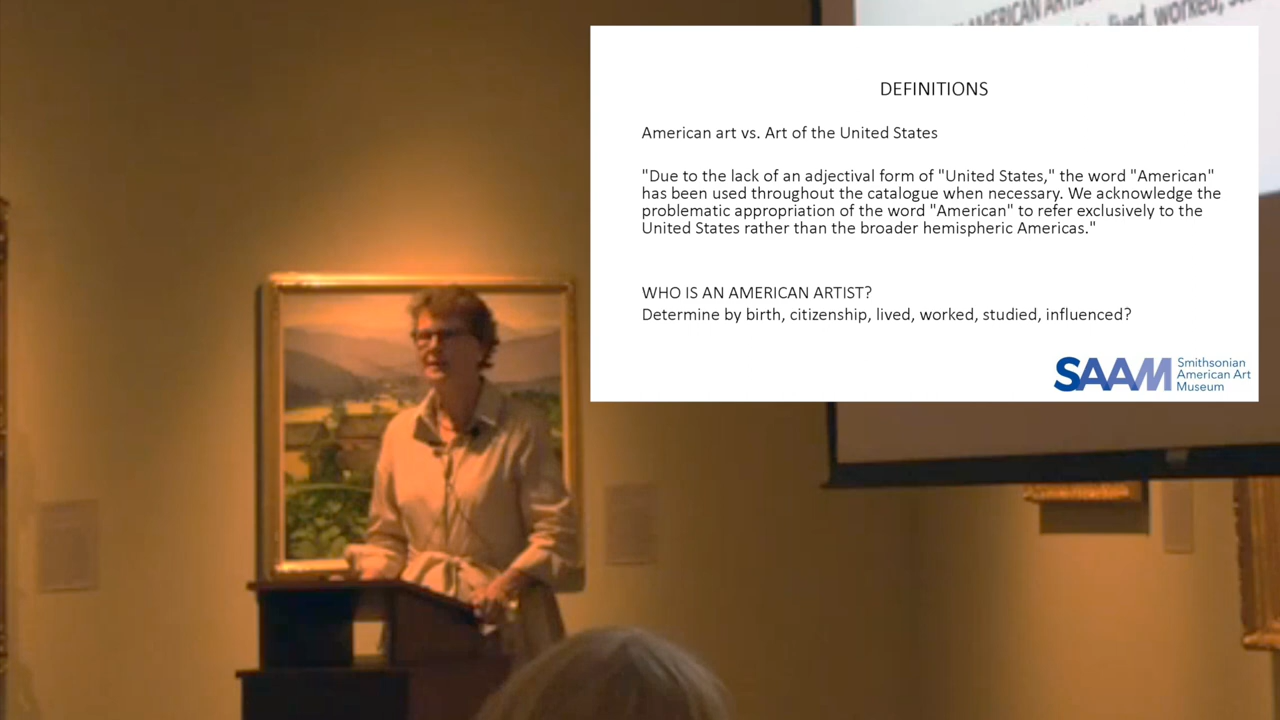 AMERICAN
lived, worked,
DEFINITIONS
American art vs. Art of the United States
"Due to the lack of an adjectival form of "United States," the word "American"
has been used throughout the catalogue when necessary. We acknowledge the
problematic appropriation of the word "American" to refer exclusively to the
United States rather than the broader hemispheric Americas."
WHO IS AN AMERICAN ARTIST?
Determine by birth, citizenship, lived, worked, studied, influenced?
SAAM
Smithsonian
American Art
Museum